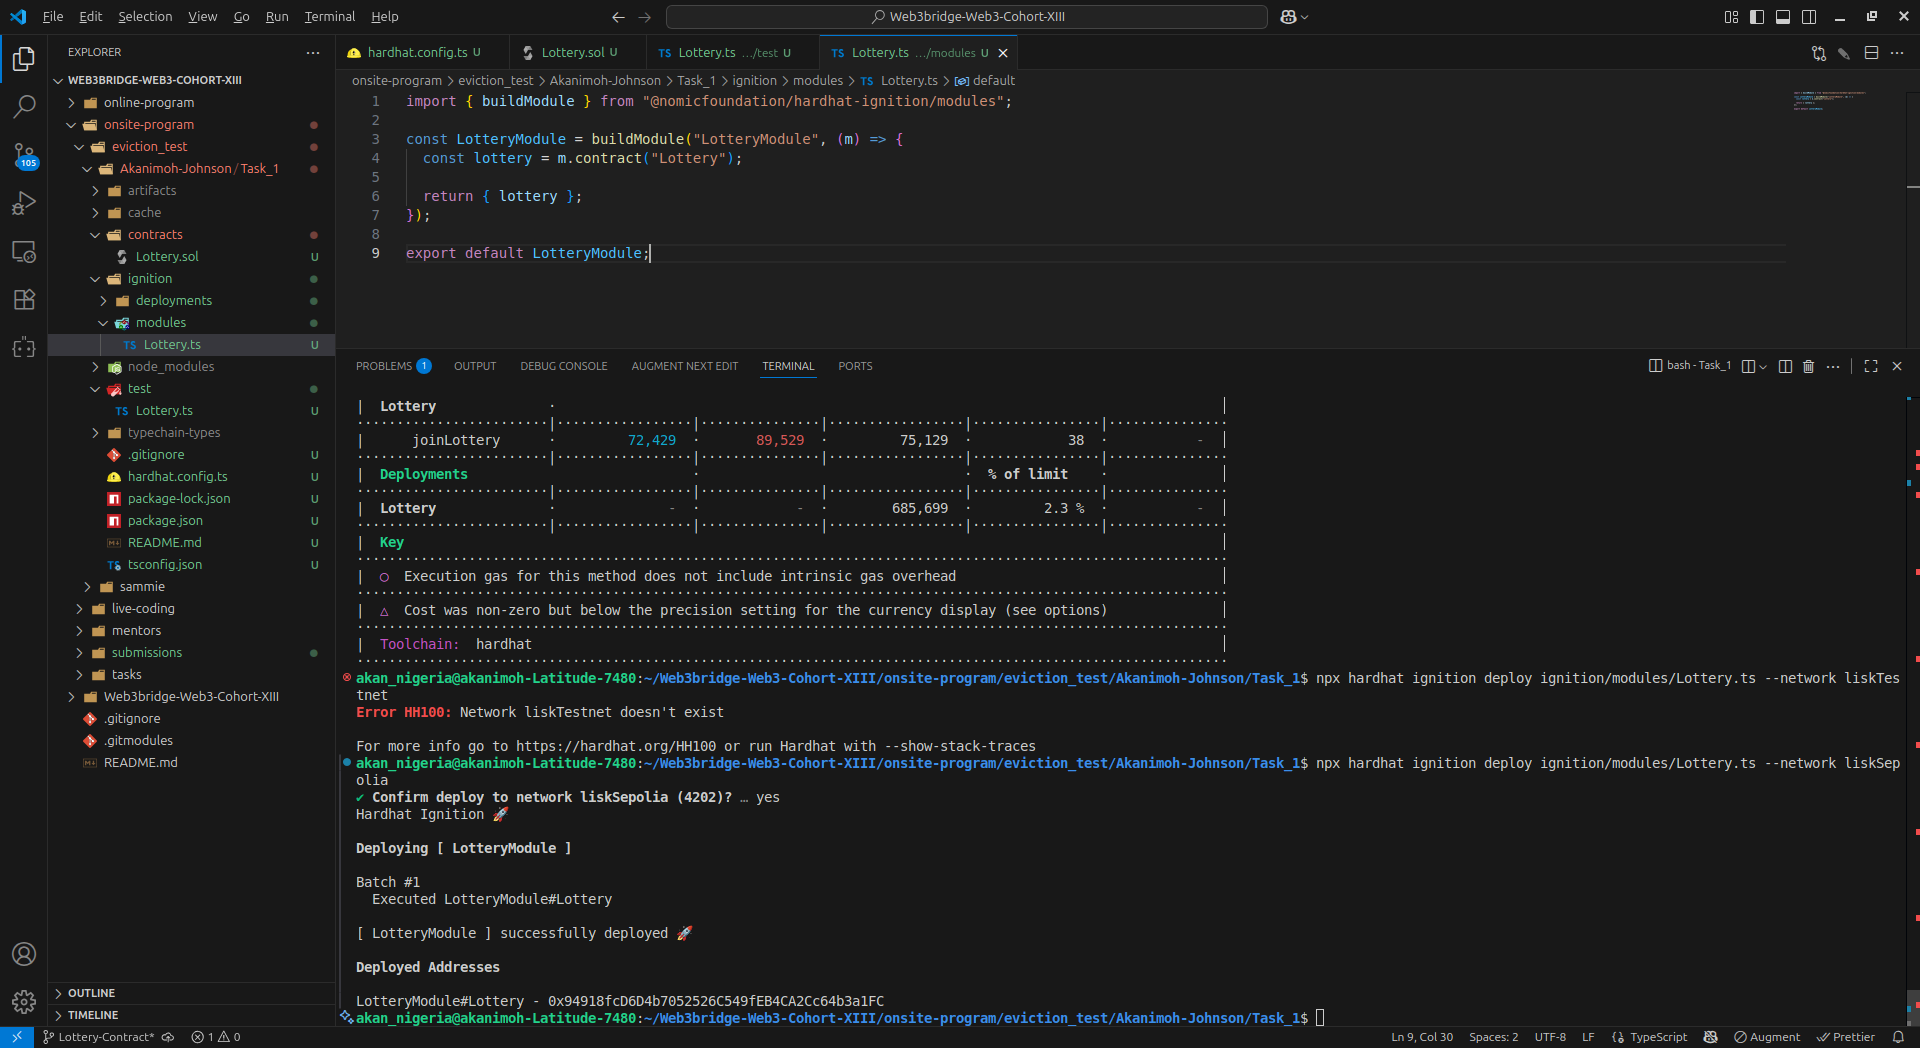 File Edit Selection View Go Run Terminal Help
Web3bridge-Web3-Cohort-XIII
EXPLORER
WEB3BRIDGE-WEB3-COHORT-XIII
online-program
onsite-program
eviction_test
Akanimoh-Johnson / Task_1
artifacts
cache
contracts
Lottery.sol U
ignition
deployments
modules
Lottery.ts U
node_modules
test
Lottery.ts U
typechain-types
.gitignore U
hardhat.config.ts U
package-lock.json U
package.json U
README.md U
tsconfig.json U
sammie
live-coding
mentors
submissions
tasks
Web3bridge-Web3-Cohort-XIII
.gitignore
.gitmodules
README.md
OUTLINE
TIMELINE
105
hardhat.config.ts U Lottery.sol U TS Lottery.ts .../test U TS Lottery.ts .../modules U
onsite-program > eviction_test > Akanimoh-Johnson > Task_1 > ignition > modules > TS Lottery.ts > default
1 import { buildModule } from "@nomicfoundation/hardhat-ignition/modules";
2
3 const LotteryModule = buildModule("LotteryModule", (m) => {
4 const lottery = m.contract("Lottery");
5
6 return { lottery };
7 });
8
9 export default LotteryModule;
PROBLEMS 1 OUTPUT DEBUG CONSOLE AUGMENT NEXT EDIT TERMINAL PORTS
bash - Task_1
| Lottery · |
| joinLottery · 72,429 · 89,529 · 75,129 · 38 · - |
| Deployments · · % of limit · |
| Lottery · - · - · 685,699 · 2.3 % · - |
| Key |
| ○ Execution gas for this method does not include intrinsic gas overhead |
| △ Cost was non-zero but below the precision setting for the currency display (see options) |
| Toolchain: hardhat |
akan_nigeria@akanimoh-Latitude-7480:~/Web3bridge-Web3-Cohort-XIII/onsite-program/eviction_test/Akanimoh-Johnson/Task_1$ npx hardhat ignition deploy ignition/modules/Lottery.ts --network liskTes
tnet
Error HH100: Network liskTestnet doesn't exist
For more info go to https://hardhat.org/HH100 or run Hardhat with --show-stack-traces
akan_nigeria@akanimoh-Latitude-7480:~/Web3bridge-Web3-Cohort-XIII/onsite-program/eviction_test/Akanimoh-Johnson/Task_1$ npx hardhat ignition deploy ignition/modules/Lottery.ts --network liskSep
olia
✔ Confirm deploy to network liskSepolia (4202)? … yes
Hardhat Ignition 🚀
Deploying [ LotteryModule ]
Batch #1
Executed LotteryModule#Lottery
[ LotteryModule ] successfully deployed 🚀
Deployed Addresses
LotteryModule#Lottery - 0x94918fcD6D4b7052526C549fEB4CA2Cc64b3a1FC
akan_nigeria@akanimoh-Latitude-7480:~/Web3bridge-Web3-Cohort-XIII/onsite-program/eviction_test/Akanimoh-Johnson/Task_1$
Lottery-Contract* 1 0 Ln 9, Col 30 Spaces: 2 UTF-8 LF {} TypeScript Augment Prettier